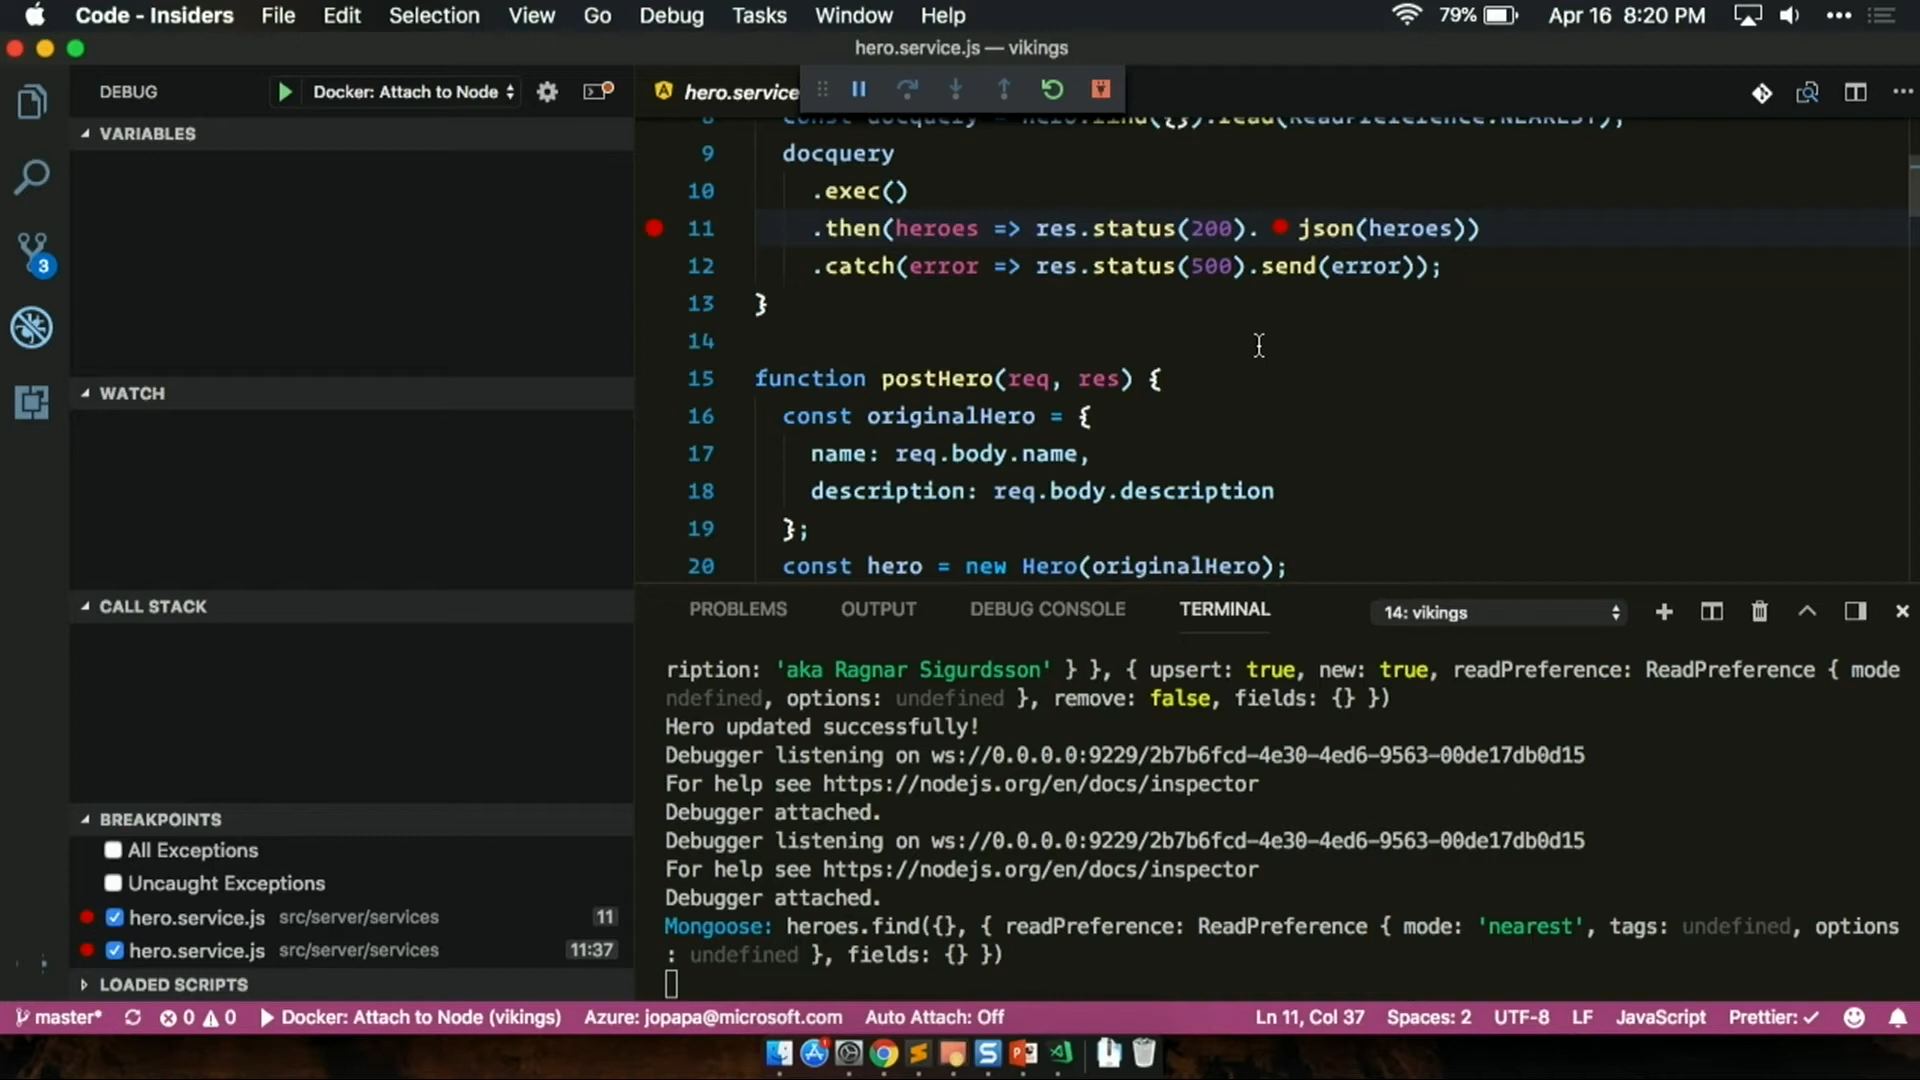 Code - Insiders File Edit Selection View Go Debug Tasks Window Help 79% Apr 16 8:20 PM
hero.service.js — vikings
DEBUG Docker: Attach to Node
VARIABLES
WATCH
CALL STACK
BREAKPOINTS
All Exceptions
Uncaught Exceptions
hero.service.js src/server/services 11
hero.service.js src/server/services 11:37
LOADED SCRIPTS
3
hero.service
8 const docquery = Hero.find({}).read(ReadPreference.NEAREST);
9 docquery
10 .exec()
11 .then(heroes => res.status(200). json(heroes))
12 .catch(error => res.status(500).send(error));
13 }
14
15 function postHero(req, res) {
16 const originalHero = {
17 name: req.body.name,
18 description: req.body.description
19 };
20 const hero = new Hero(originalHero);
PROBLEMS OUTPUT DEBUG CONSOLE TERMINAL 14: vikings
ription: 'aka Ragnar Sigurdsson' } }, { upsert: true, new: true, readPreference: ReadPreference { mode
ndefined, options: undefined }, remove: false, fields: {} })
Hero updated successfully!
Debugger listening on ws://0.0.0.0:9229/2b7b6fcd-4e30-4ed6-9563-00de17db0d15
For help see https://nodejs.org/en/docs/inspector
Debugger attached.
Debugger listening on ws://0.0.0.0:9229/2b7b6fcd-4e30-4ed6-9563-00de17db0d15
For help see https://nodejs.org/en/docs/inspector
Debugger attached.
Mongoose: heroes.find({}, { readPreference: ReadPreference { mode: 'nearest', tags: undefined, options
: undefined }, fields: {} })
master* 0 0 Docker: Attach to Node (vikings) Azure: jopapa@microsoft.com Auto Attach: Off Ln 11, Col 37 Spaces: 2 UTF-8 LF JavaScript Prettier: ✓